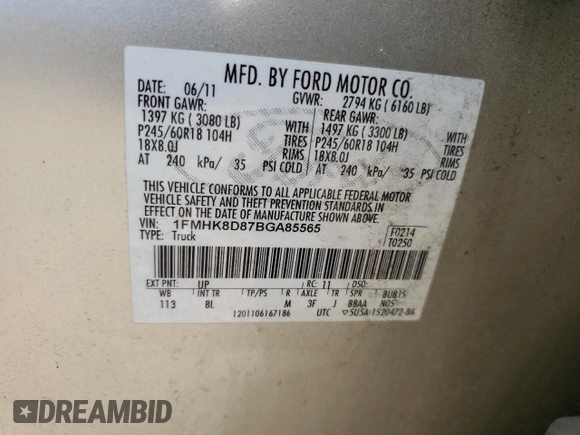 MFD. BY FORD MOTOR CO.
DATE: 06/11 GVWR: 2794 KG ( 6160 LB)
FRONT GAWR: REAR GAWR:
1397 KG ( 3080 LB) WITH 1497 KG ( 3300 LB) WITH
P245/60R18 104H TIRES P245/60R18 104H TIRES
18X8.0J RIMS 18X8.0J RIMS
AT 240 kPa/ 35 PSI COLD AT 240 kPa/ 35 PSI COLD
THIS VEHICLE CONFORMS TO ALL APPLICABLE FEDERAL MOTOR
VEHICLE SAFETY AND THEFT PREVENTION STANDARDS IN
EFFECT ON THE DATE OF MANUFACTURE SHOWN ABOVE.
VIN: 1FMHK8D87BGA85565 F0214
TYPE: Truck T0250
EXT PNT: UP RC: 11 DSO:
WB INT TR TP/PS R AXLE TR SPR BUB15
113 8L M 3F J BBAA N05
1201106167186 UTC ▽ 5U5A-1520472-BA
DREAMBID